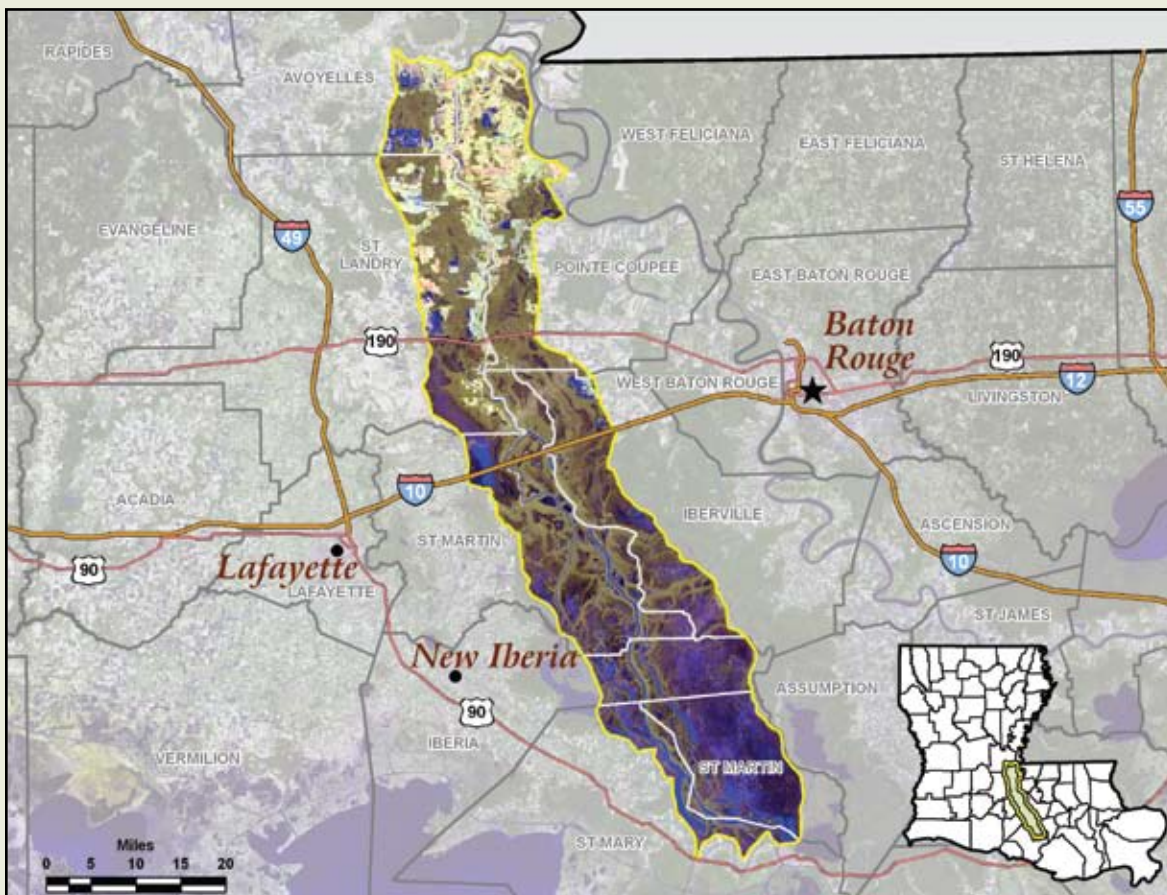 RAPIDES
AVOYELLES
55
WEST FELICIANA
EAST FELICIANA
ST HELENA
EVANGELINE
49
ST
LANDRY
POINTE COUPEE
EAST BATON ROUGE
190
Baton
Rouge
190
WEST BATON ROUGE
12
LIVINGSTON
ACADIA
10
IBERVILLE
ASCENSION
ST MARTIN
90
Lafayette
LAFAYETTE
10
ST JAMES
New Iberia
ASSUMPTION
90
IBERIA
VERMILION
ST MARTIN
ST MARY
Miles
0 5 10 15 20